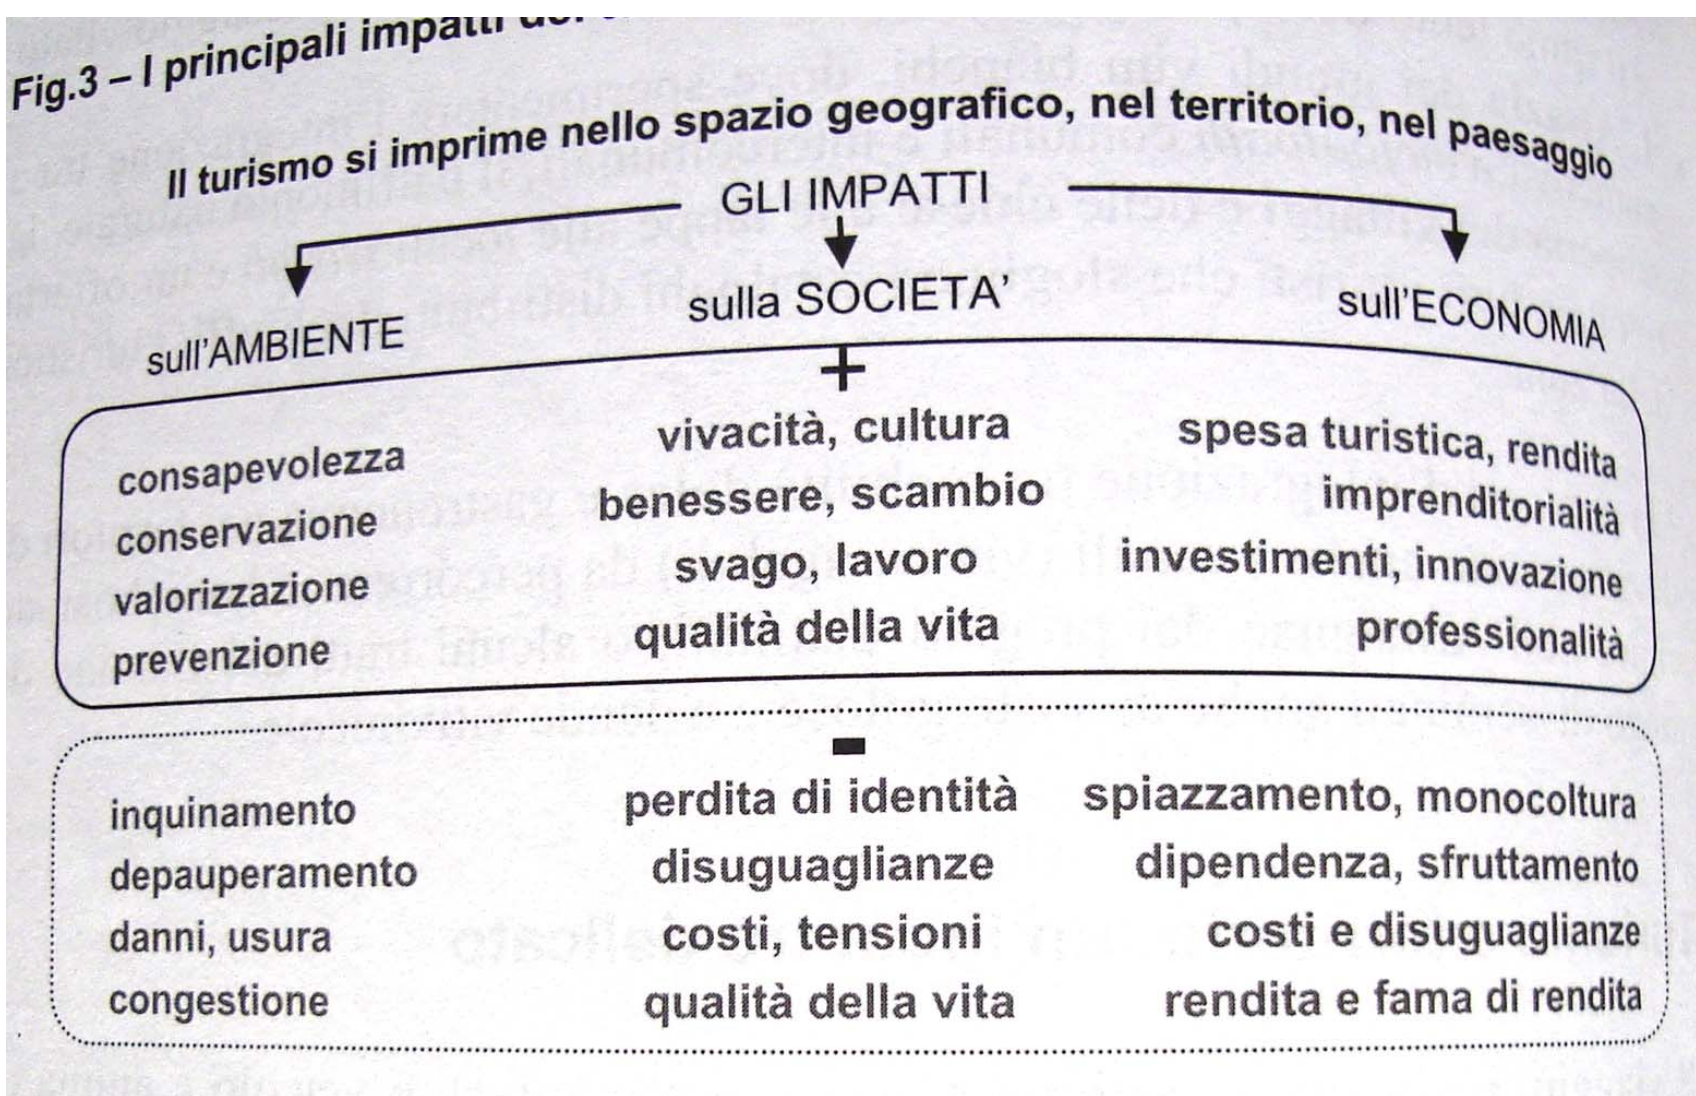 Fig.3 – I principali impatti
Il turismo si imprime nello spazio geografico, nel territorio, nel paesaggio
GLI IMPATTI
sull'AMBIENTE
sulla SOCIETA'
sull'ECONOMIA
+
consapevolezza
conservazione
valorizzazione
prevenzione
vivacità, cultura
benessere, scambio
svago, lavoro
qualità della vita
spesa turistica, rendita
imprenditorialità
investimenti, innovazione
professionalità
-
inquinamento
depauperamento
danni, usura
congestione
perdita di identità
disuguaglianze
costi, tensioni
qualità della vita
spiazzamento, monocoltura
dipendenza, sfruttamento
costi e disuguaglianze
rendita e fama di rendita